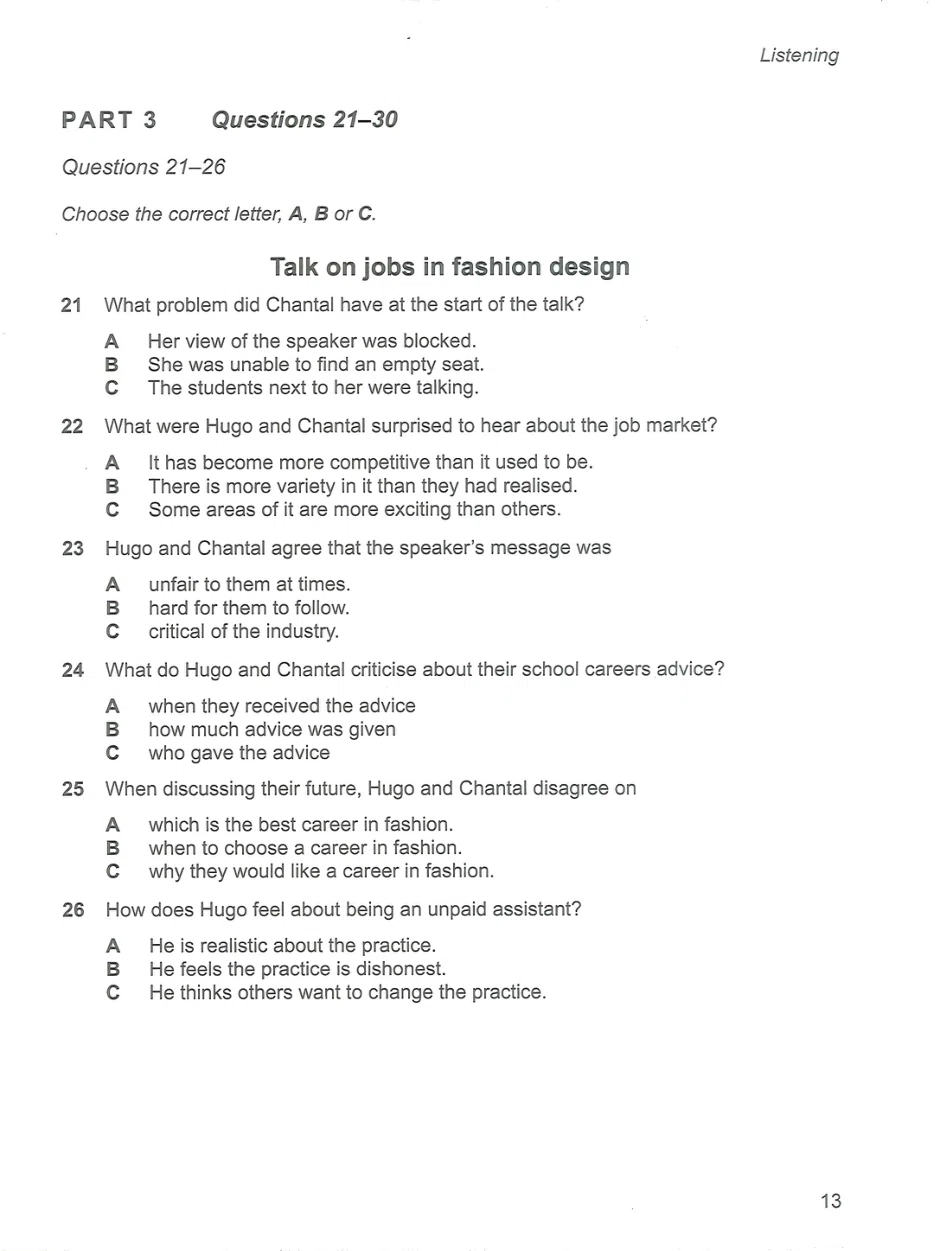 Listening
PART 3 Questions 21–30
Questions 21–26
Choose the correct letter, A, B or C.
Talk on jobs in fashion design
21 What problem did Chantal have at the start of the talk?
A Her view of the speaker was blocked.
B She was unable to find an empty seat.
C The students next to her were talking.
22 What were Hugo and Chantal surprised to hear about the job market?
A It has become more competitive than it used to be.
B There is more variety in it than they had realised.
C Some areas of it are more exciting than others.
23 Hugo and Chantal agree that the speaker's message was
A unfair to them at times.
B hard for them to follow.
C critical of the industry.
24 What do Hugo and Chantal criticise about their school careers advice?
A when they received the advice
B how much advice was given
C who gave the advice
25 When discussing their future, Hugo and Chantal disagree on
A which is the best career in fashion.
B when to choose a career in fashion.
C why they would like a career in fashion.
26 How does Hugo feel about being an unpaid assistant?
A He is realistic about the practice.
B He feels the practice is dishonest.
C He thinks others want to change the practice.
13